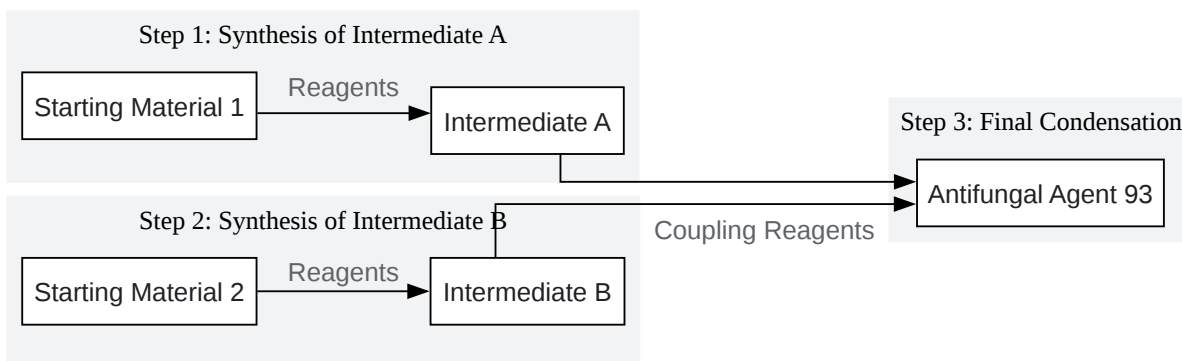 Step 1: Synthesis of Intermediate A
Reagents
Starting Material 1
Intermediate A
Step 2: Synthesis of Intermediate B
Reagents
Starting Material 2
Intermediate B
Coupling Reagents
Step 3: Final Condensation
Antifungal Agent 93